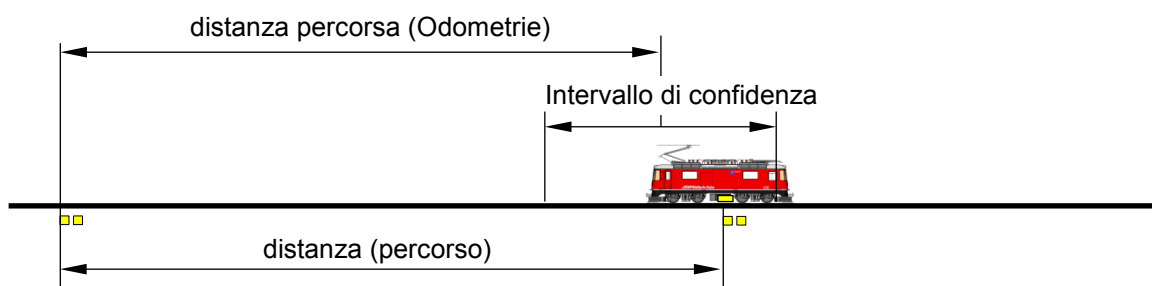 distanza percorsa (Odometrie)
Intervallo di confidenza
distanza (percorso)